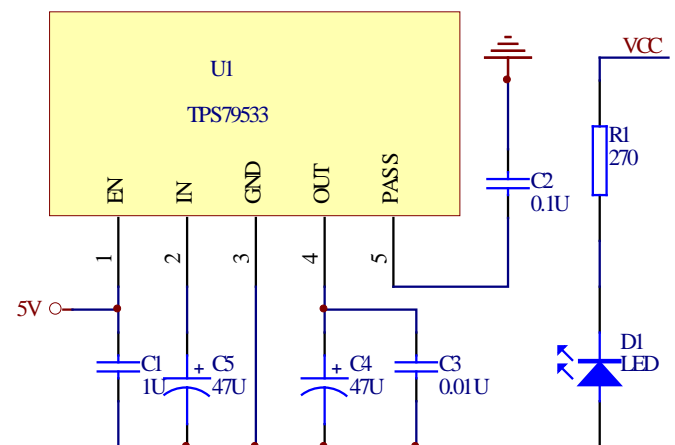 VCC
U1
TPS79533
R1
270
EN
IN
GND
OUT
PASS
C2
0.1U
1
2
3
4
5
5V
C1
1U
+
C5
47U
+
C4
47U
C3
0.01U
D1
LED